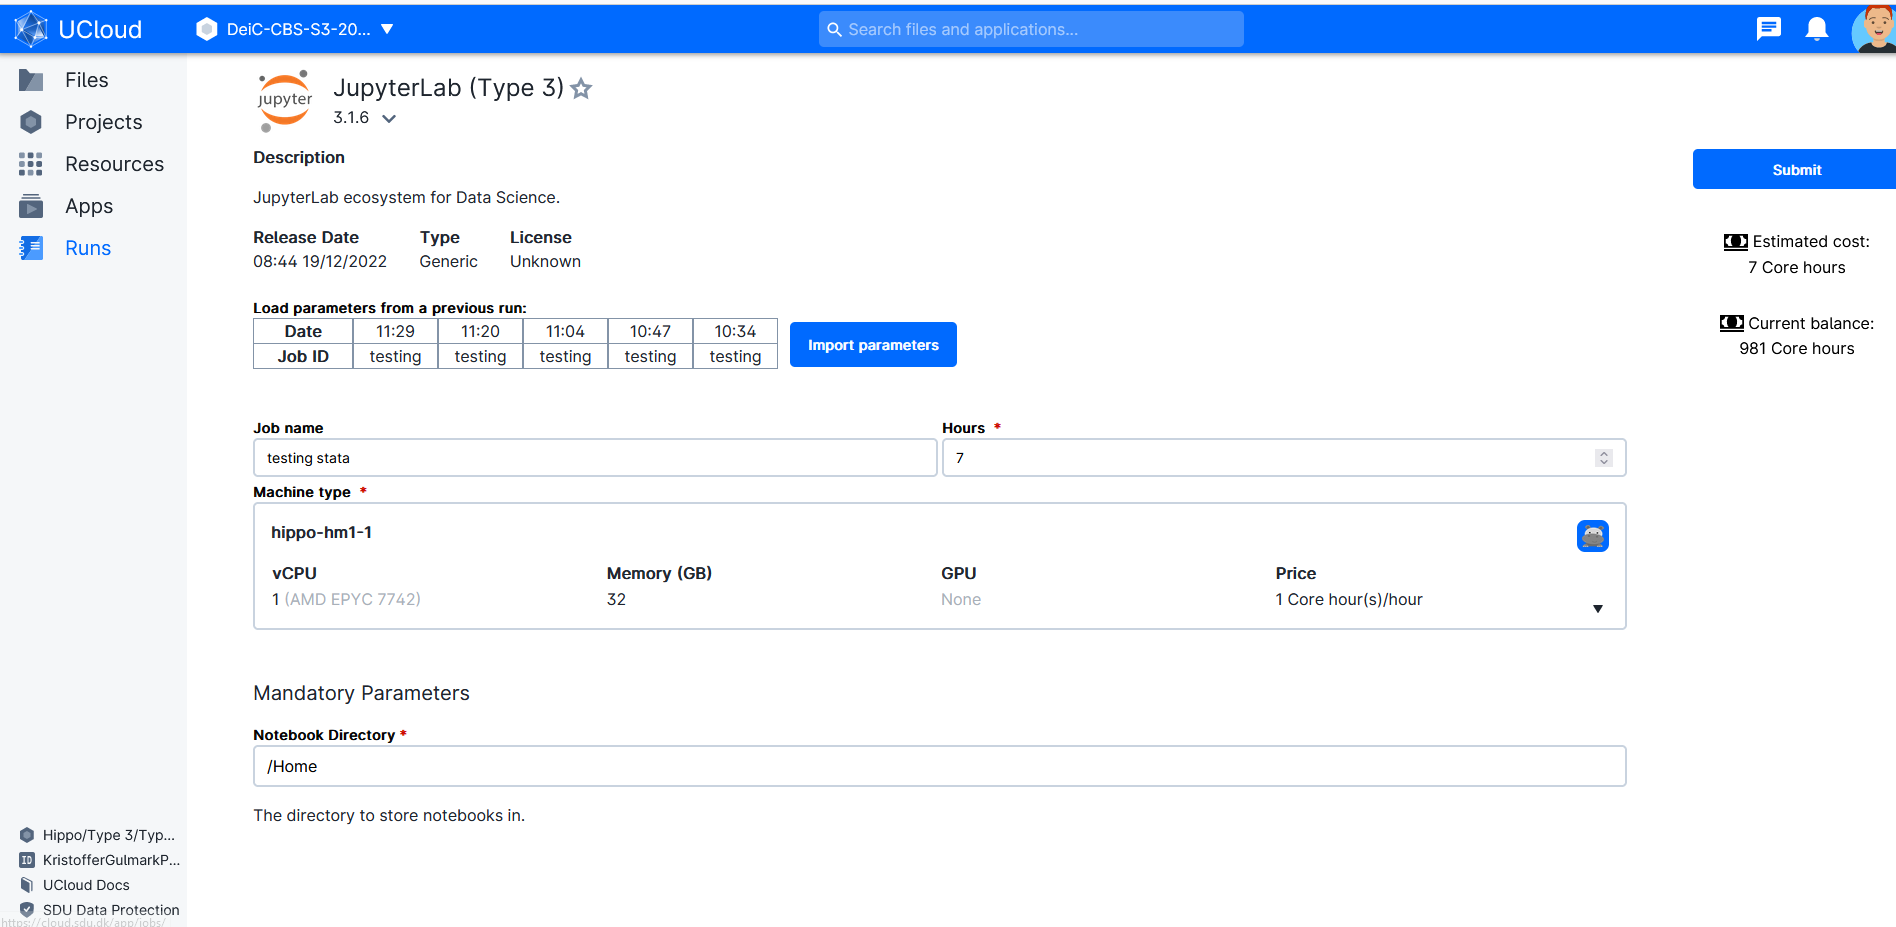 UCloud
DeiC-CBS-S3-20...
Search files and applications...
Files
Projects
Resources
Apps
Runs
jupyter
JupyterLab (Type 3)
3.1.6
Description
JupyterLab ecosystem for Data Science.
Release Date Type License
08:44 19/12/2022 Generic Unknown
Submit
Estimated cost:
7 Core hours
Current balance:
981 Core hours
Load parameters from a previous run:
Date 11:29 11:20 11:04 10:47 10:34
Job ID testing testing testing testing testing
Import parameters
Job name Hours *
testing stata 7
Machine type *
hippo-hm1-1
vCPU Memory (GB) GPU Price
1 (AMD EPYC 7742) 32 None 1 Core hour(s)/hour
Mandatory Parameters
Notebook Directory *
/Home
The directory to store notebooks in.
Hippo/Type 3/Typ...
ID KristofferGulmarkP...
UCloud Docs
SDU Data Protection
https://cloud.sdu.dk/app/jobs/